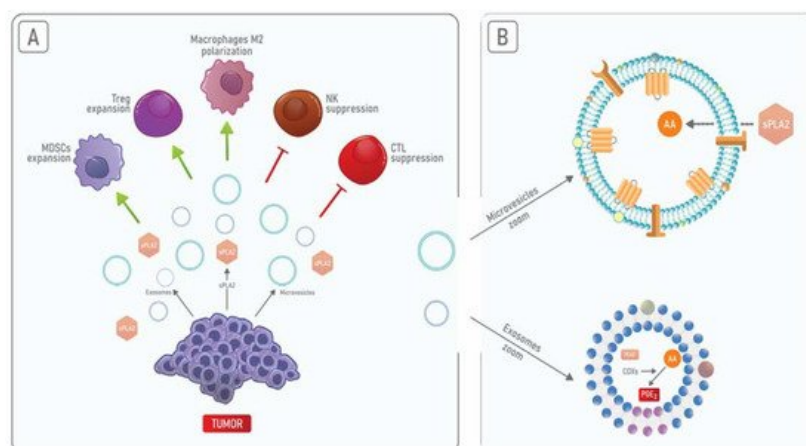 A
Macrophages M2
polarization
Treg
expansion
NK
suppression
MDSCs
expansion
CTL
suppression
sPLA2
sPLA2
sPLA2
sPLA2
Exosomes
sPLA2
Microvesicles
TUMOR
B
AA
sPLA2
Microvesicles
zoom
Exosomes
zoom
AA
COXs
PGE2